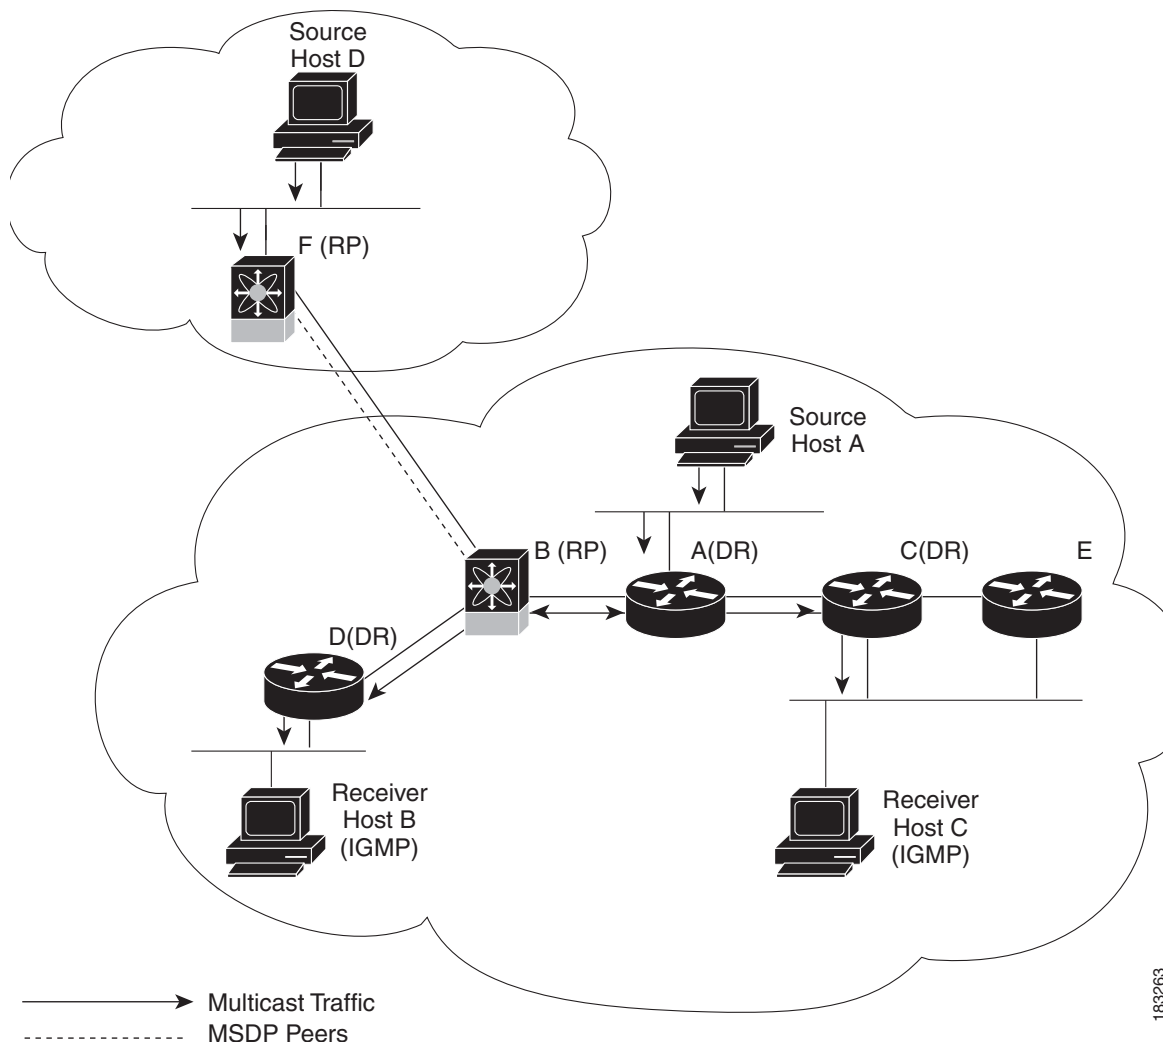 Source
Host D
F (RP)
Source
Host A
B (RP)
A(DR)
C(DR)
E
D(DR)
Receiver
Host B
(IGMP)
Receiver
Host C
(IGMP)
Multicast Traffic
MSDP Peers
183263